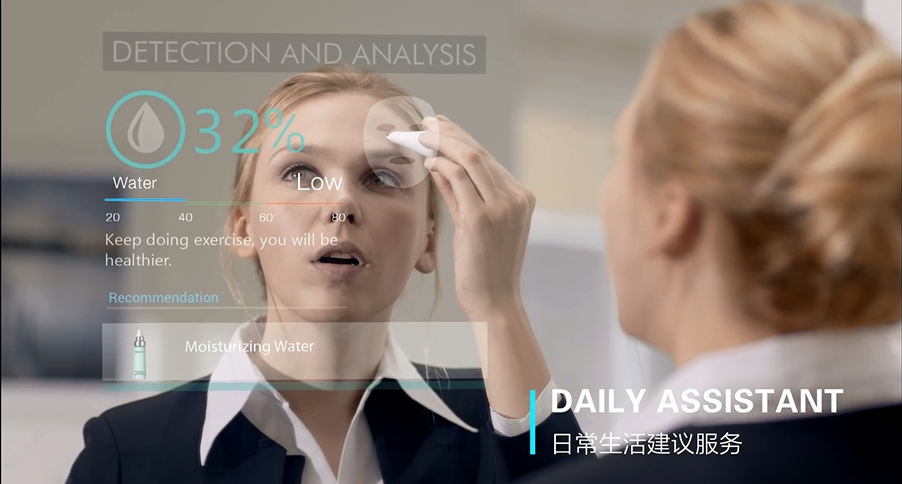 DETECTION AND ANALYSIS
32%
Water
Low
20 40 60 80
Keep doing exercise, you will be
healthier.
Recommendation
Moisturizing Water
DAILY ASSISTANT
日常生活建议服务